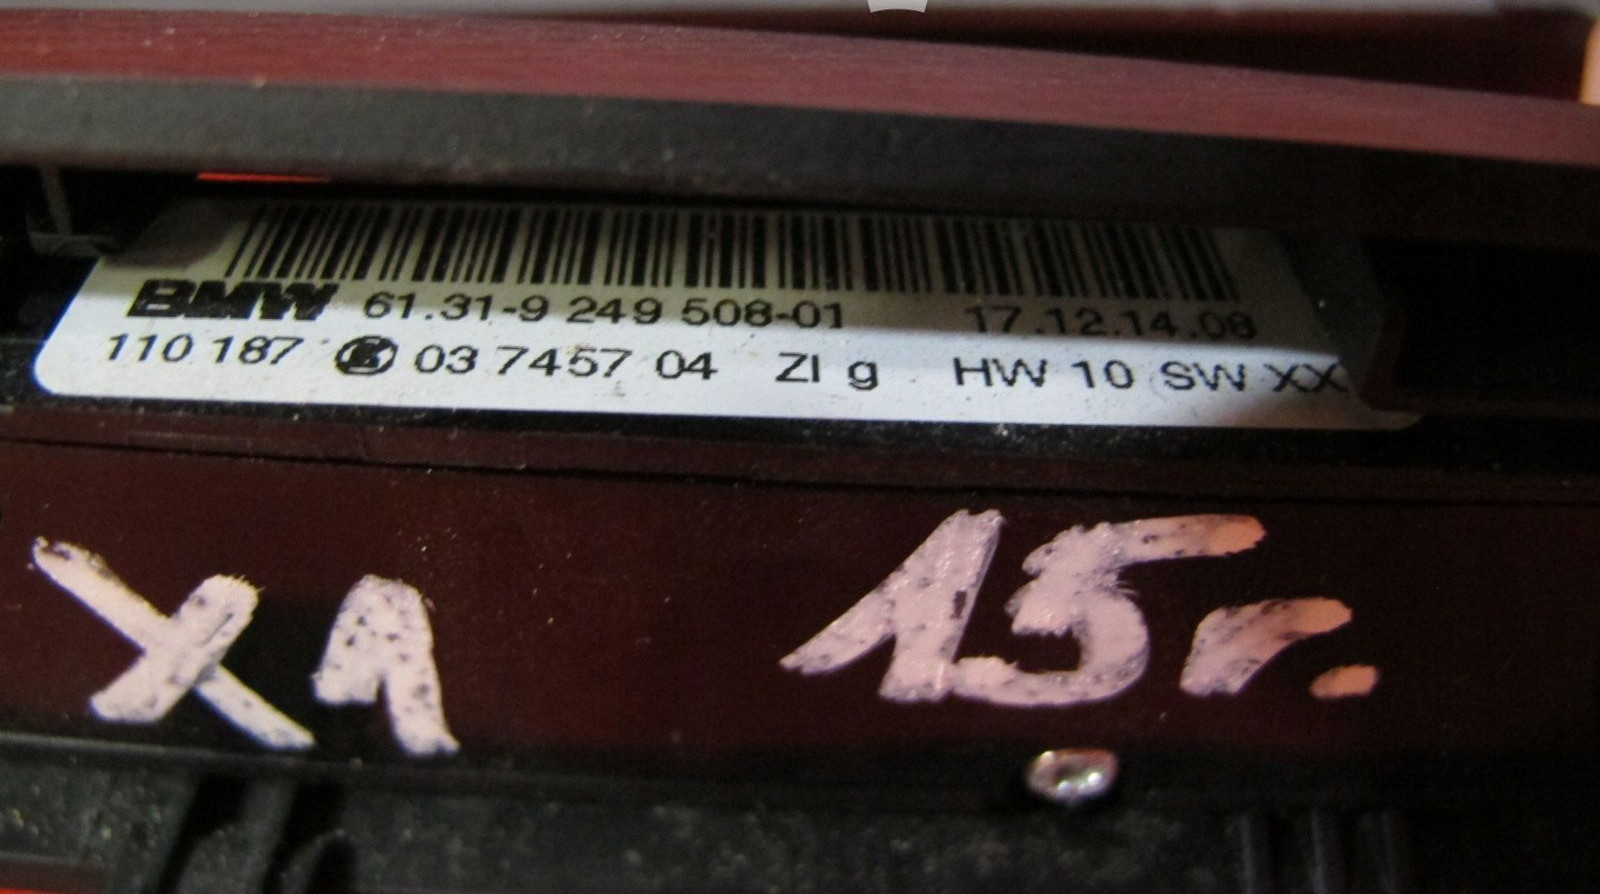 BMW 61.31-9 249 508-01 17.12.14.08
110 187 K 03 7457 04 ZI g HW 10 SW XX
X1 15r.